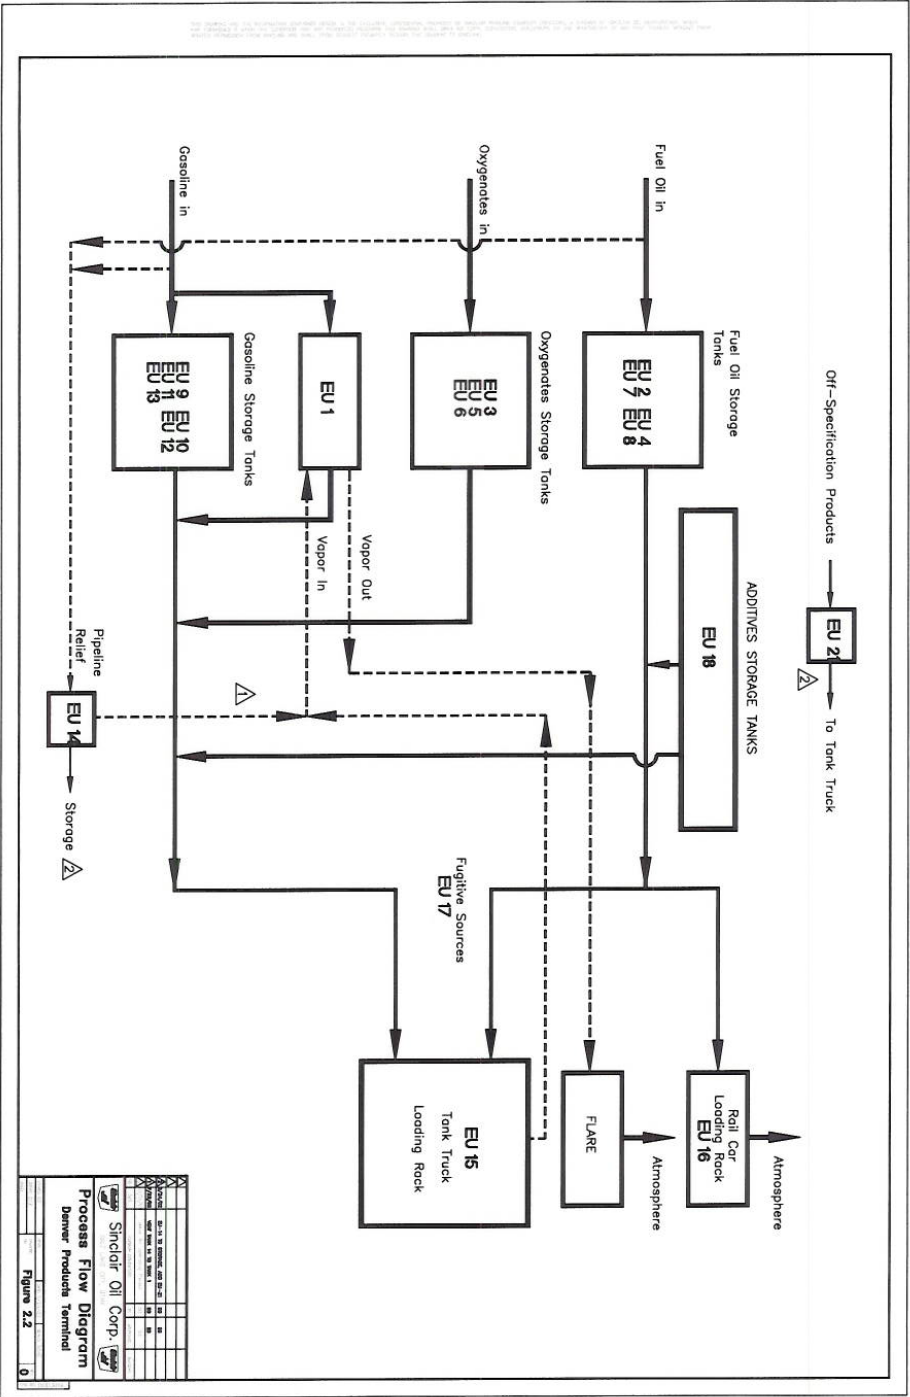 Off-Specification Products
EU 21
To Tank Truck
2
ADDITIVES STORAGE TANKS
EU 18
Fuel Oil in
Fuel Oil Storage
Tanks
EU 2 EU 4
EU 7 EU 8
Rail Car
Loading Rack
EU 16
Atmosphere
FLARE
Atmosphere
Oxygenates in
Oxygenates Storage Tanks
EU 3
EU 5
EU 6
EU 1
Vapor Out
Vapor In
Fugitive Sources
EU 17
EU 15
Tank Truck
Loading Rack
Gasoline in
Gasoline Storage Tanks
EU 9 EU 10
EU 11 EU 12
EU 13
1
Pipeline
Relief
EU 14
Storage
2
Sinclair Oil Corp.
Process Flow Diagram
Denver Products Terminal
Figure 2.2
0